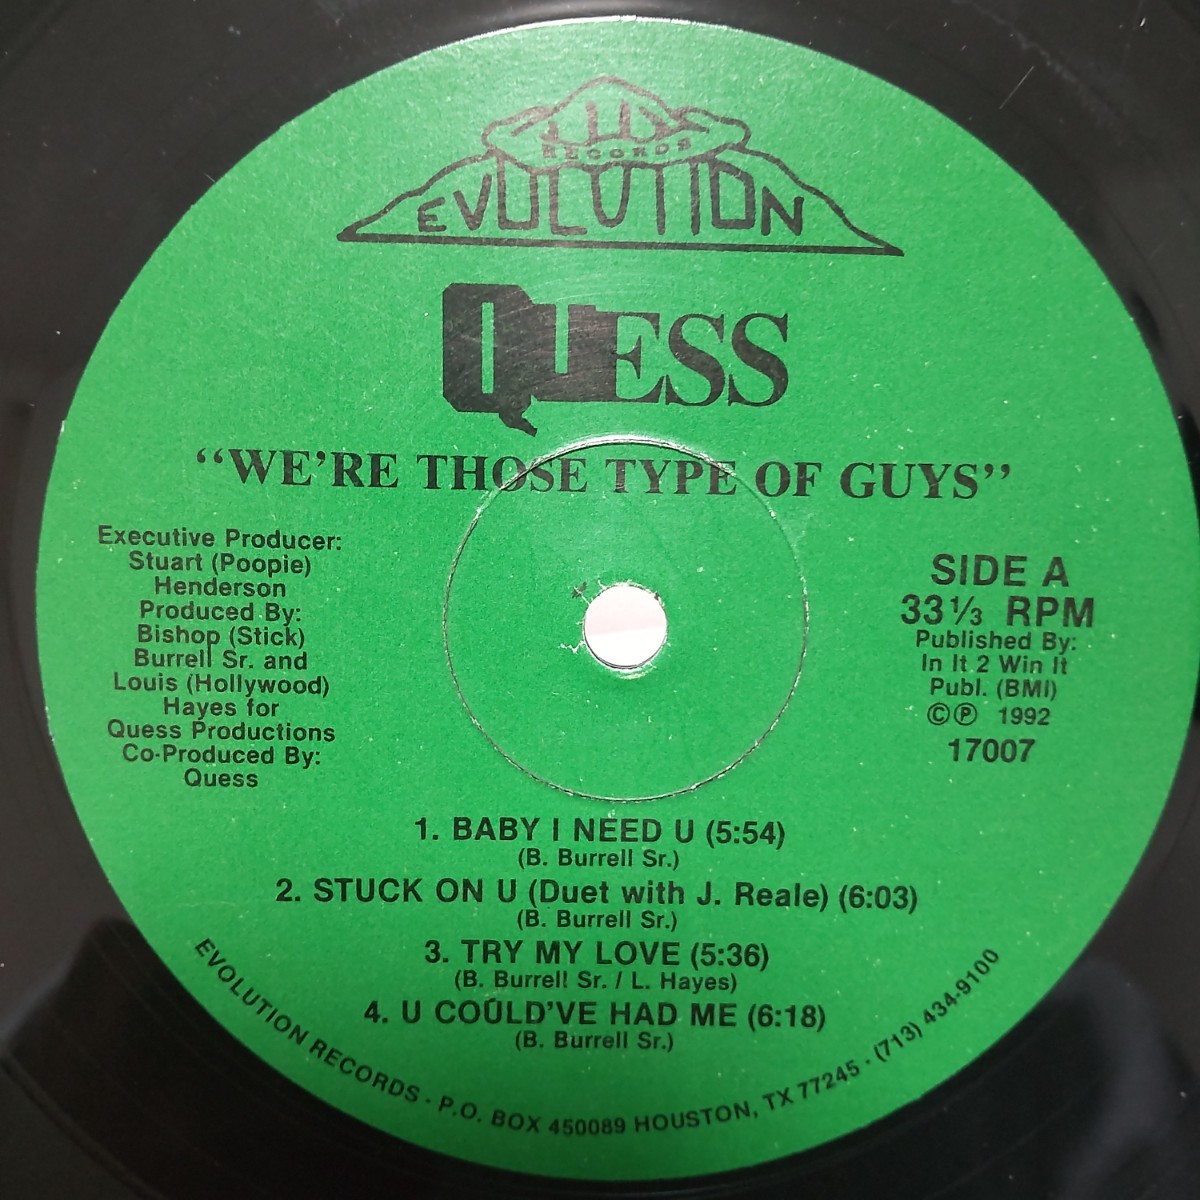 RECORDS
EVOLUTION
QUESS
“WE’RE THOSE TYPE OF GUYS”
Executive Producer:
Stuart (Poopie)
Henderson
Produced By:
Bishop (Stick)
Burrell Sr. and
Louis (Hollywood)
Hayes for
Quess Productions
Co-Produced By:
Quess
SIDE A
33 1/3 RPM
Published By:
In It 2 Win It
Publ. (BMI)
©℗ 1992
17007
1. BABY I NEED U (5:54)
(B. Burrell Sr.)
2. STUCK ON U (Duet with J. Reale) (6:03)
(B. Burrell Sr.)
3. TRY MY LOVE (5:36)
(B. Burrell Sr. / L. Hayes)
4. U COULD'VE HAD ME (6:18)
(B. Burrell Sr.)
EVOLUTION RECORDS - P.O. BOX 450089 HOUSTON, TX 77245 - (713) 434-9100